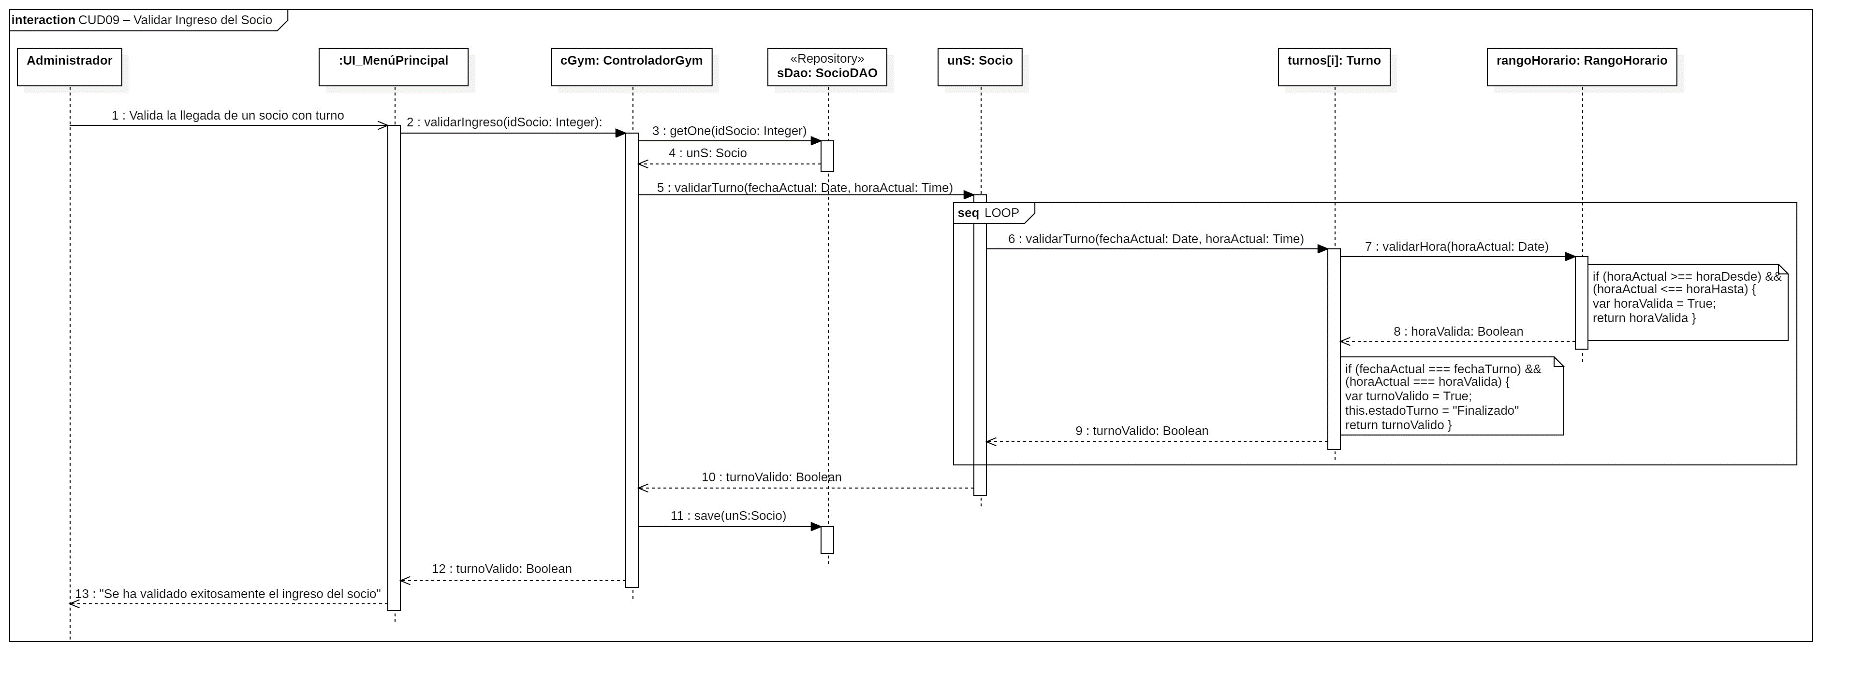 interaction CUD09 – Validar Ingreso del Socio
Administrador
:UI_MenúPrincipal
cGym: ControladorGym
«Repository»
sDao: SocioDAO
unS: Socio
turnos[i]: Turno
rangoHorario: RangoHorario
1 : Valida la llegada de un socio con turno
2 : validarIngreso(idSocio: Integer):
3 : getOne(idSocio: Integer)
4 : unS: Socio
5 : validarTurno(fechaActual: Date, horaActual: Time)
seq LOOP
6 : validarTurno(fechaActual: Date, horaActual: Time)
7 : validarHora(horaActual: Date)
if (horaActual >== horaDesde) &&
(horaActual <== horaHasta) {
var horaValida = True;
return horaValida }
8 : horaValida: Boolean
if (fechaActual === fechaTurno) &&
(horaActual === horaValida) {
var turnoValido = True;
this.estadoTurno = "Finalizado"
return turnoValido }
9 : turnoValido: Boolean
10 : turnoValido: Boolean
11 : save(unS:Socio)
12 : turnoValido: Boolean
13 : "Se ha validado exitosamente el ingreso del socio"